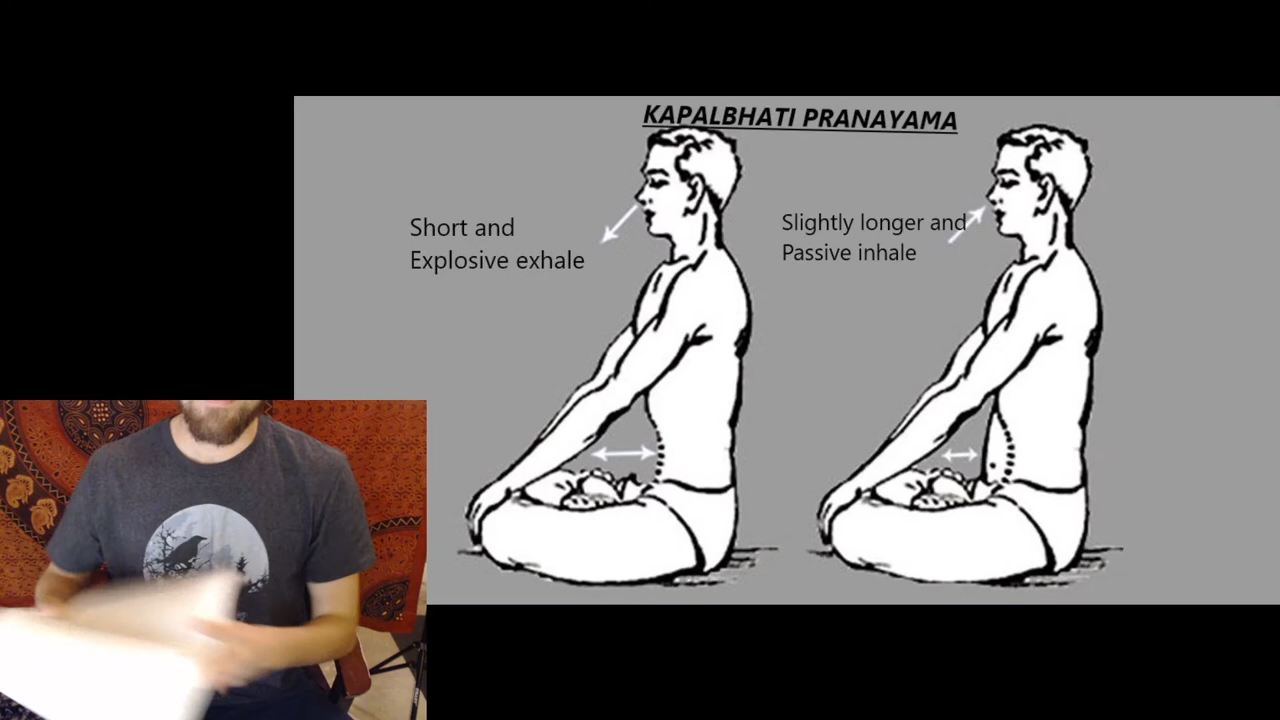 KAPALBHATI PRANAYAMA
Short and
Explosive exhale
Slightly longer and
Passive inhale